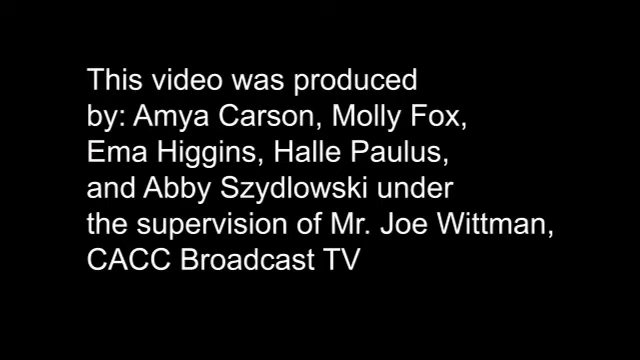 This video was produced
by: Amya Carson, Molly Fox,
Ema Higgins, Halle Paulus,
and Abby Szydlowski under
the supervision of Mr. Joe Wittman,
CACC Broadcast TV